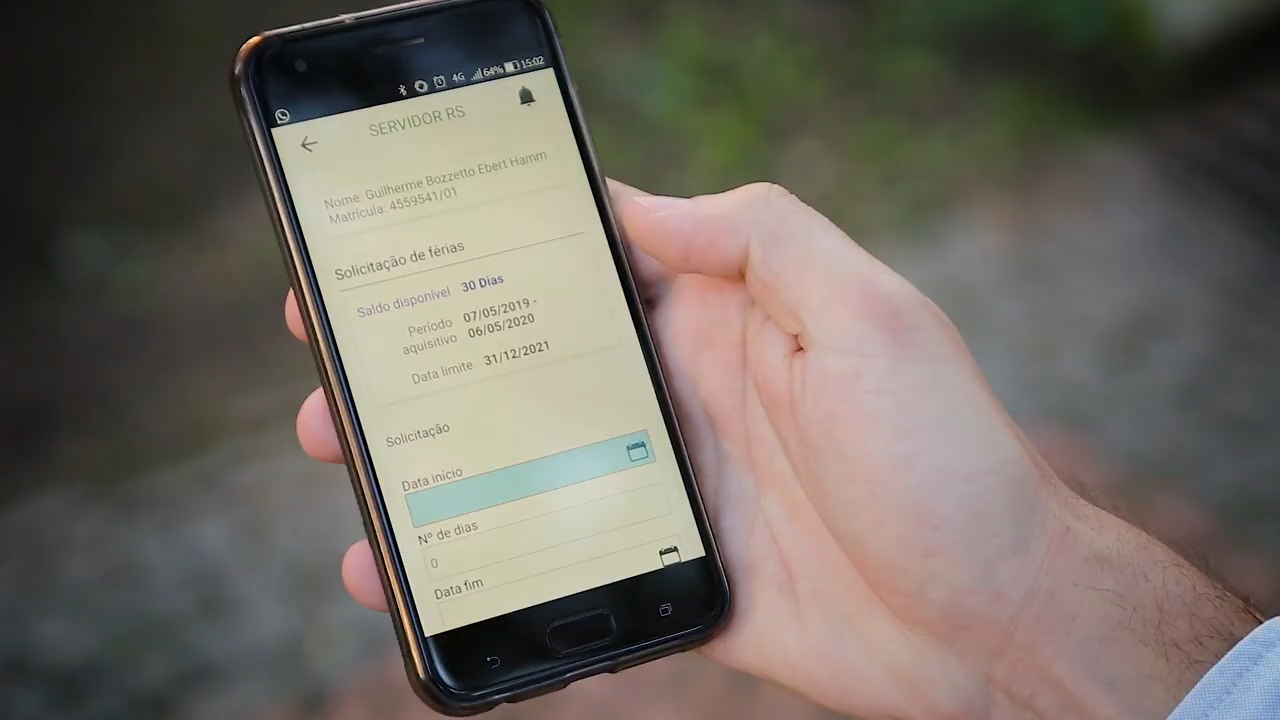 4G 64% 15:02
SERVIDOR RS
Nome: Guilherme Bozzetto Ebert Hamm
Matrícula: 4559541/01
Solicitação de férias
Saldo disponível 30 Dias
Período aquisitivo 07/05/2019 -
06/05/2020
Data limite 31/12/2021
Solicitação
Data início
Nº de dias
0
Data fim